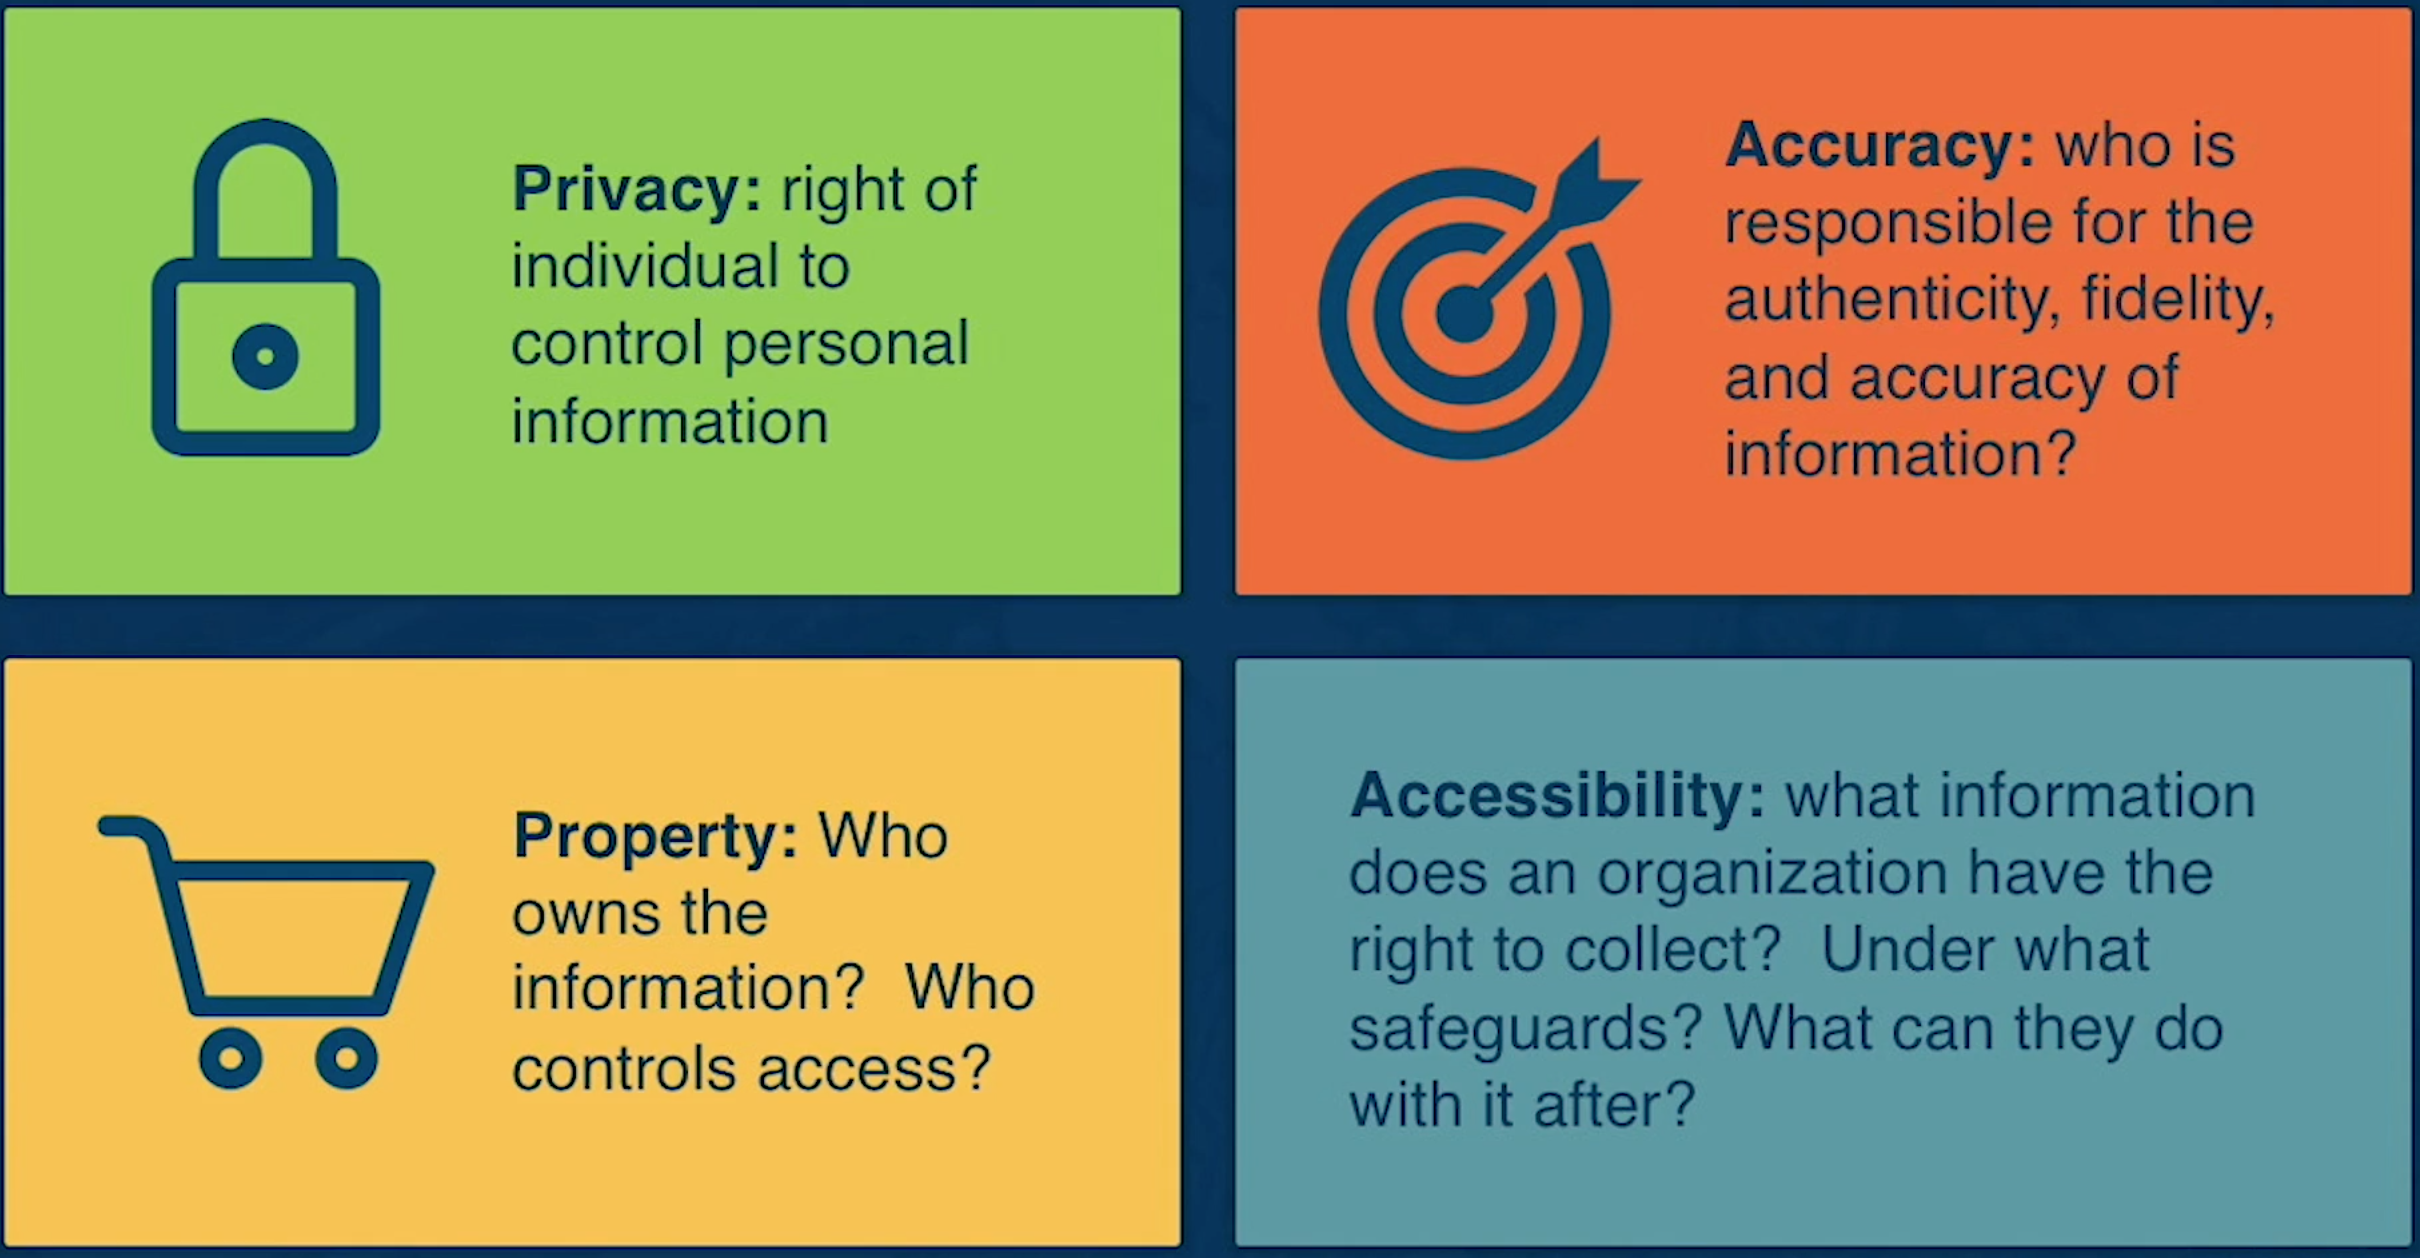 Privacy: right of
individual to
control personal
information
Accuracy: who is
responsible for the
authenticity, fidelity,
and accuracy of
information?
Property: Who
owns the
information?  Who
controls access?
Accessibility: what information
does an organization have the
right to collect?  Under what
safeguards? What can they do
with it after?